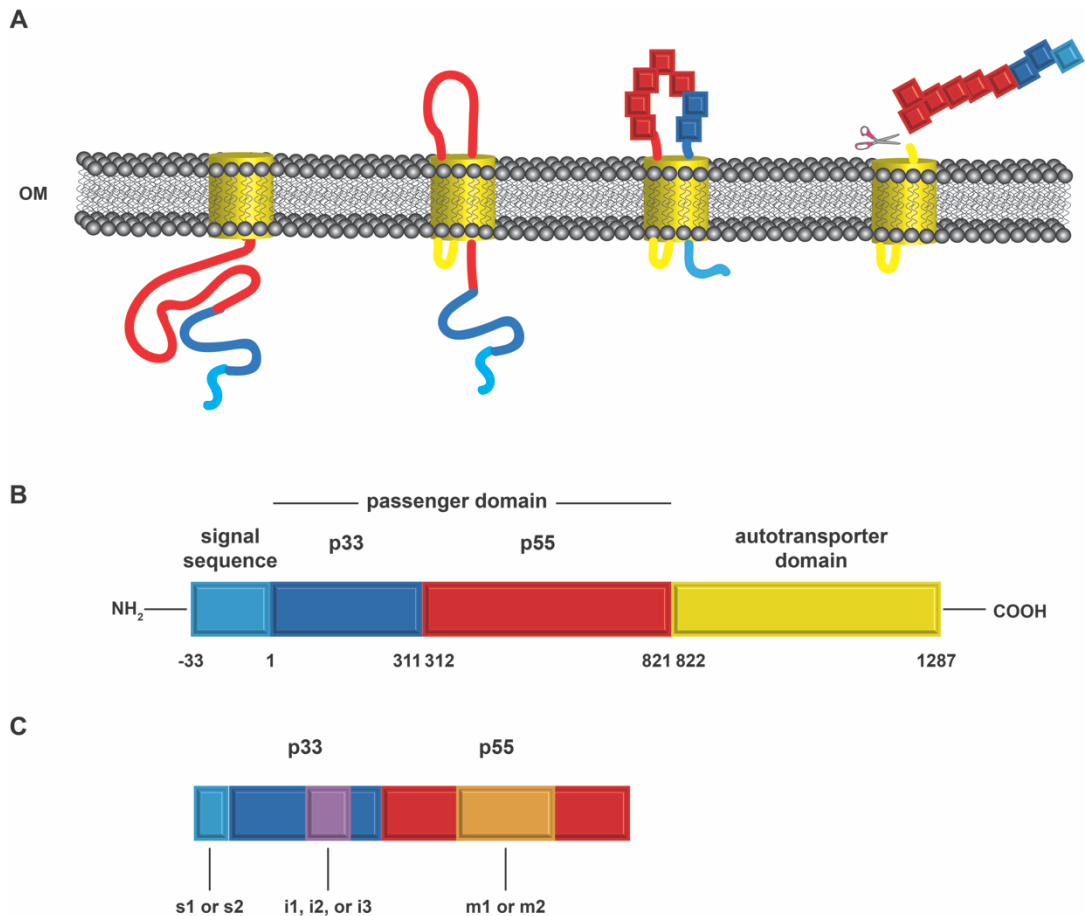 A
OM
B
passenger domain
signal sequence
p33
p55
autotransporter domain
NH₂
COOH
-33
1
311 312
821 822
1287
C
p33
p55
s1 or s2
i1, i2, or i3
m1 or m2